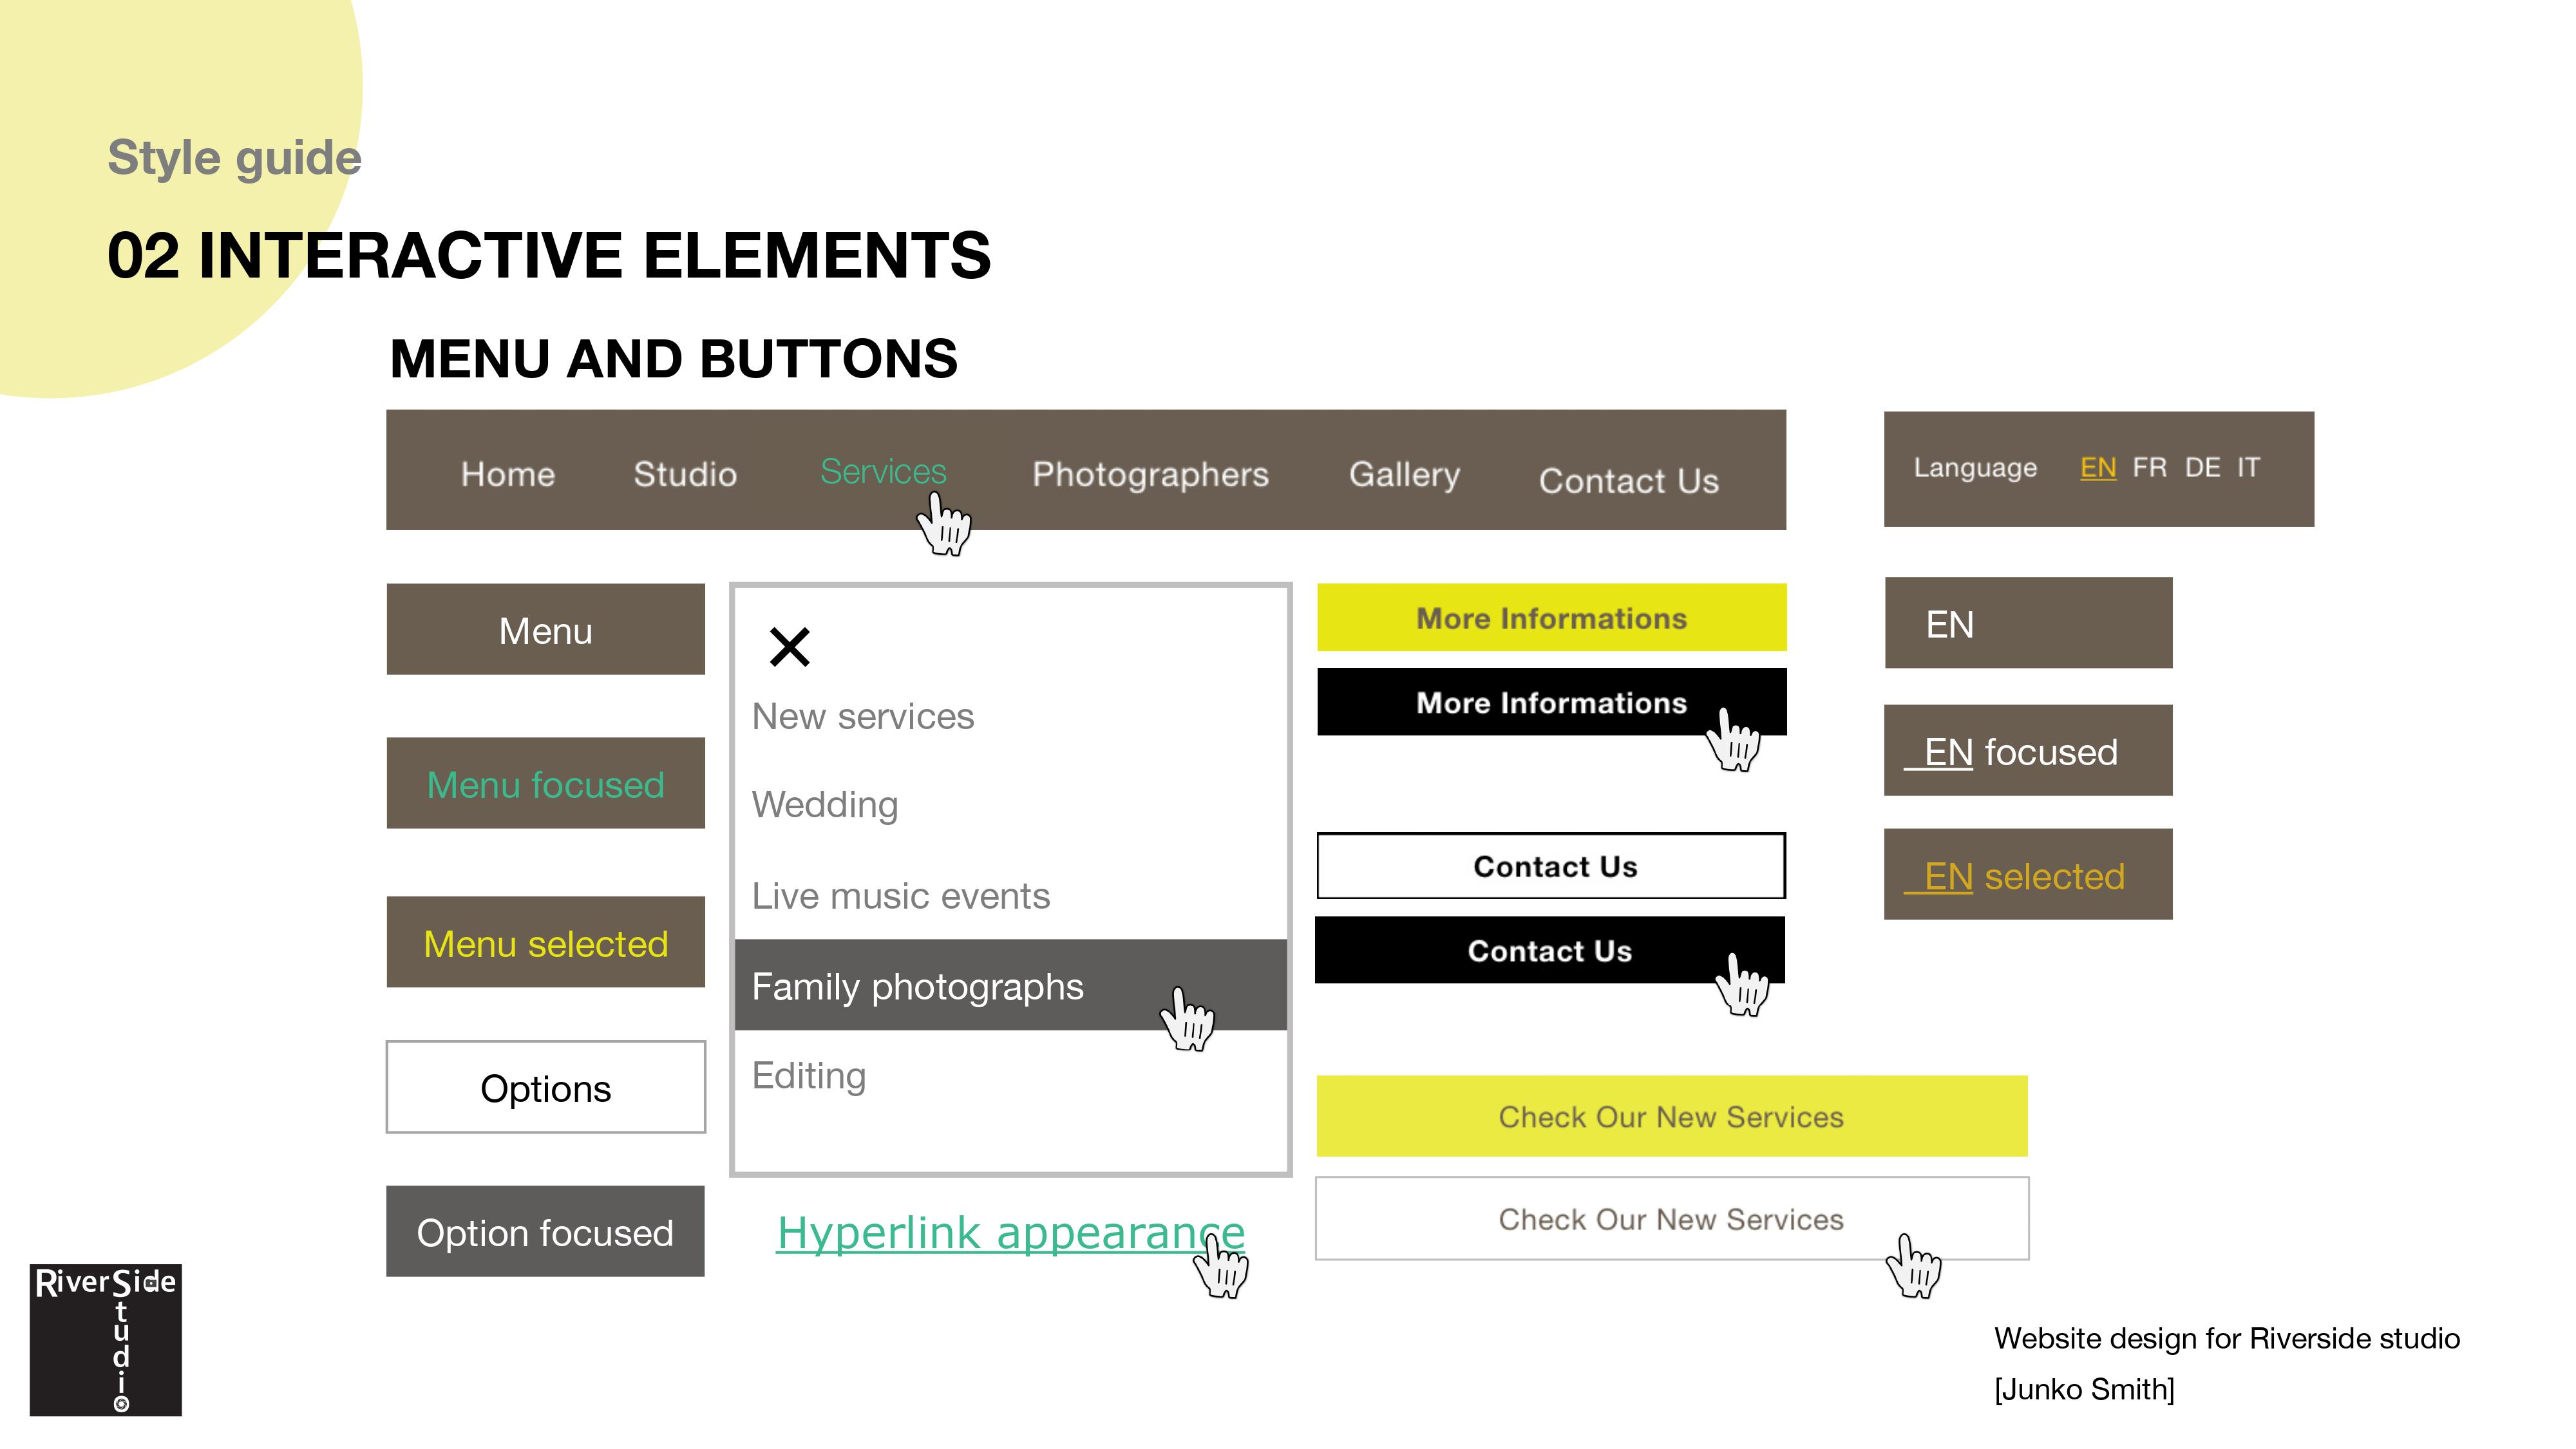 Style guide
02 INTERACTIVE ELEMENTS
MENU AND BUTTONS
Home Studio Services Photographers Gallery Contact Us
Language EN FR DE IT
Menu
Menu focused
Menu selected
Options
Option focused
×
New services
Wedding
Live music events
Family photographs
Editing
Hyperlink appearance
More Informations
More Informations
Contact Us
Contact Us
Check Our New Services
Check Our New Services
EN
EN focused
EN selected
RiverSide
Studio
Website design for Riverside studio
[Junko Smith]